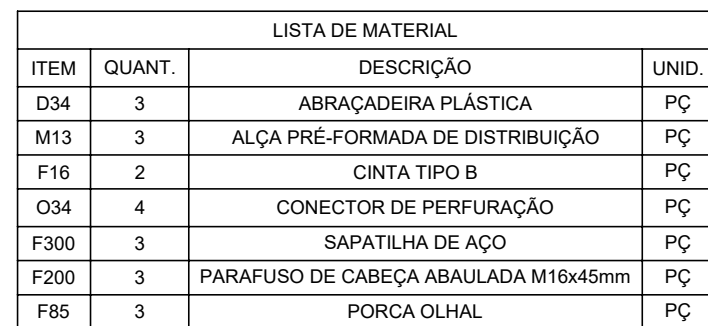 LISTA DE MATERIAL
ITEM QUANT. DESCRIÇÃO UNID.
D34 3 ABRAÇADEIRA PLÁSTICA PÇ
M13 3 ALÇA PRÉ-FORMADA DE DISTRIBUIÇÃO PÇ
F16 2 CINTA TIPO B PÇ
O34 4 CONECTOR DE PERFURAÇÃO PÇ
F300 3 SAPATILHA DE AÇO PÇ
F200 3 PARAFUSO DE CABEÇA ABAULADA M16x45mm PÇ
F85 3 PORCA OLHAL PÇ